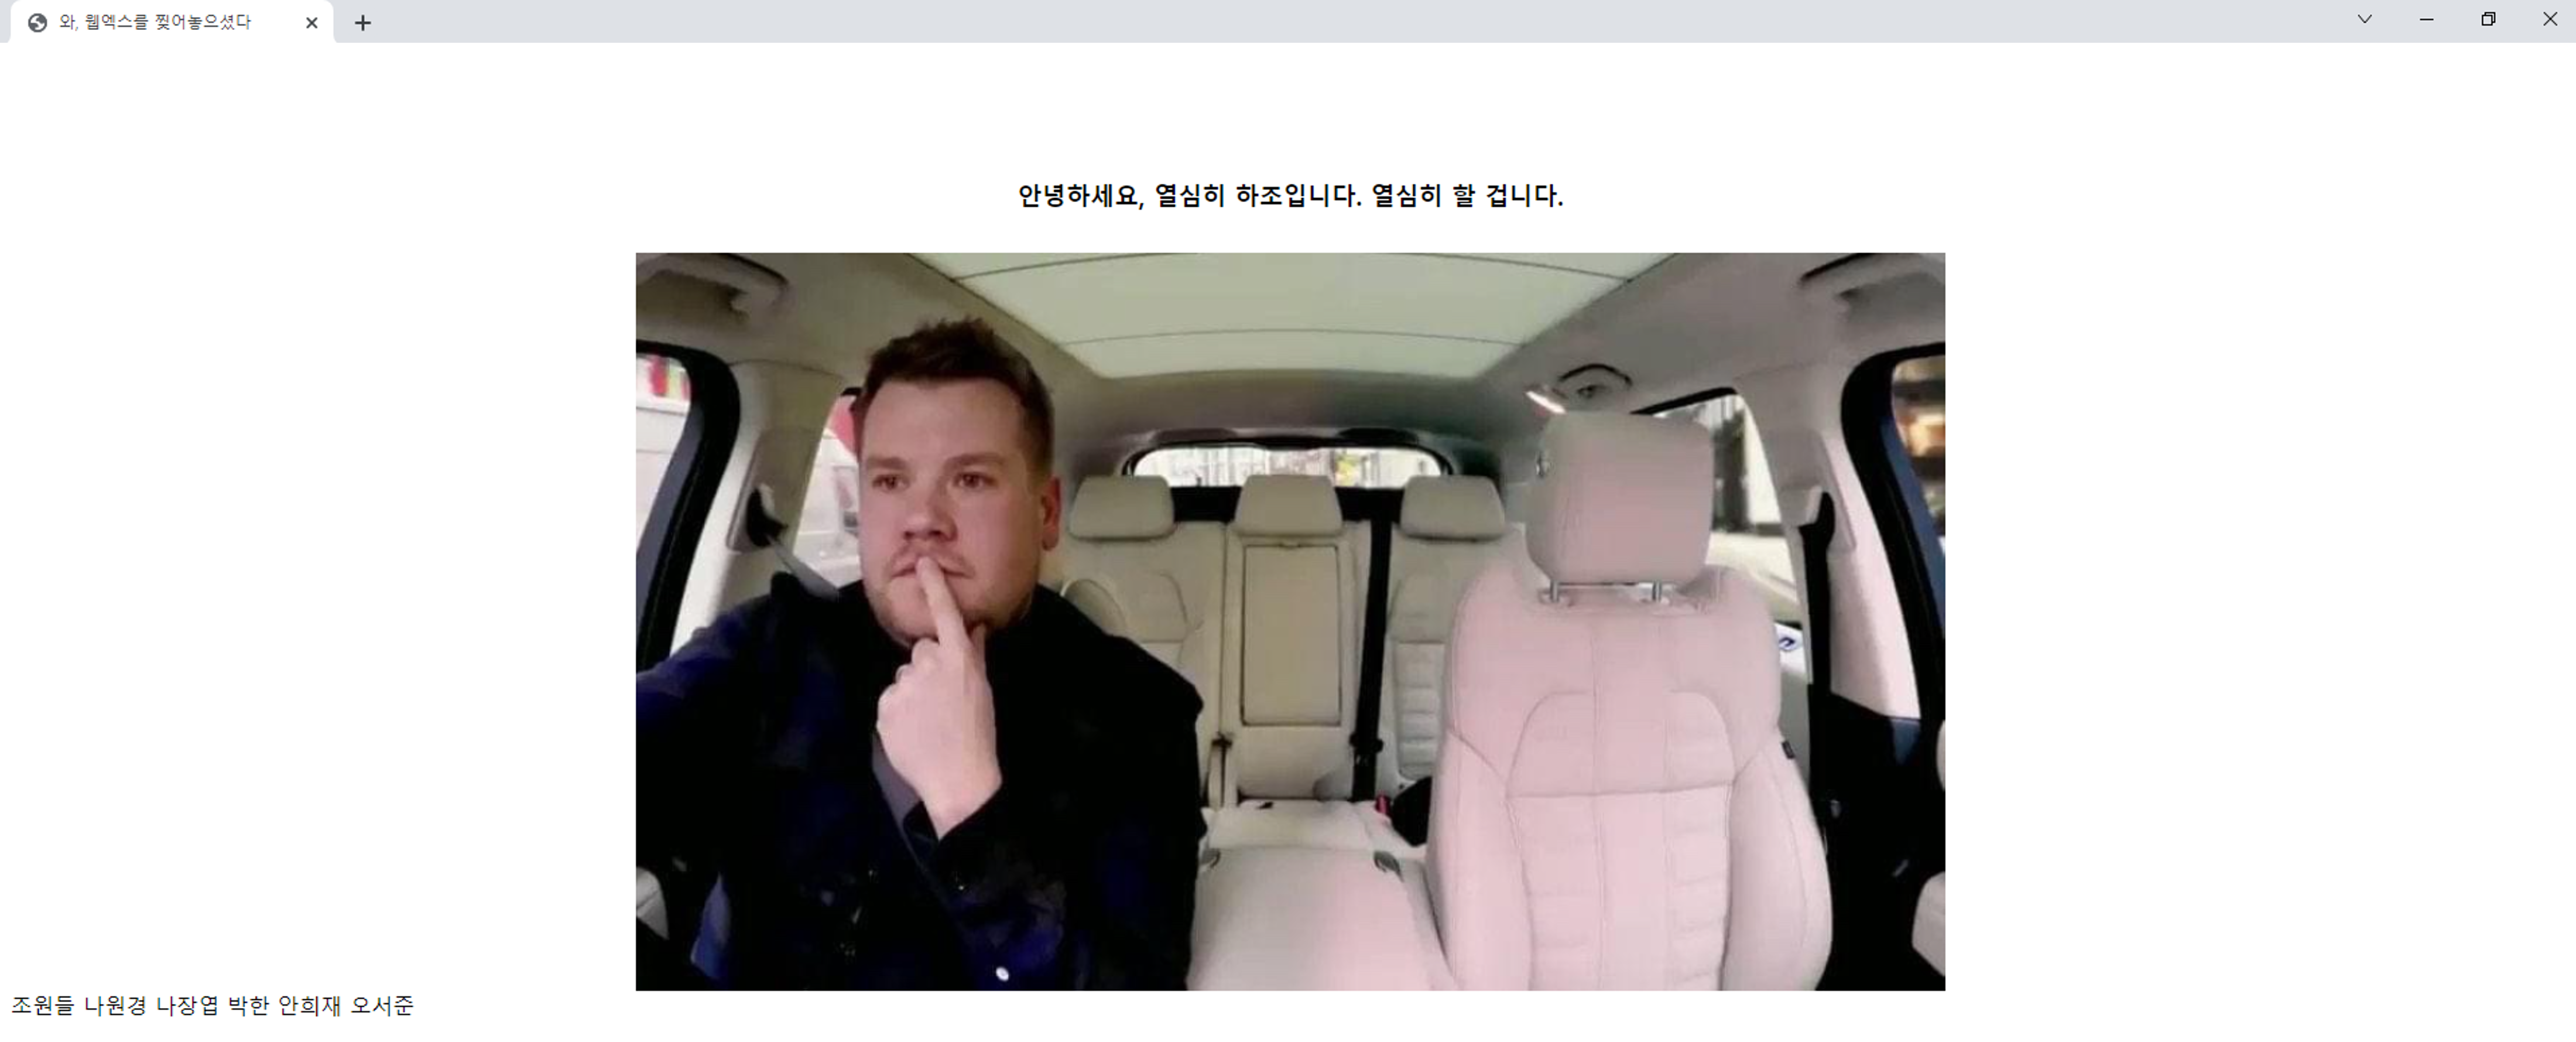 와, 웹엑스를 찢어놓으셨다
안녕하세요, 열심히 하조입니다. 열심히 할 겁니다.
조원들 나원경 나장엽 박한 안희재 오서준